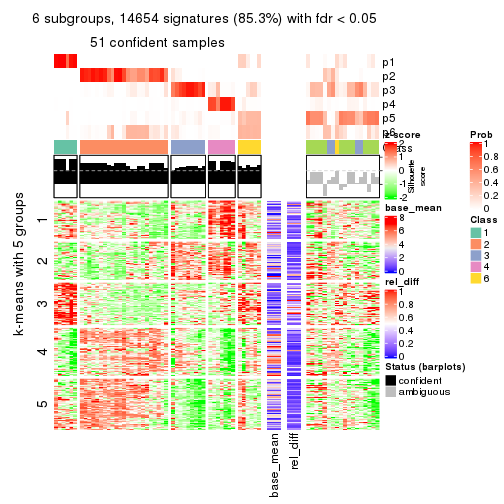 6 subgroups, 14654 signatures (85.3%) with fdr < 0.05
51 confident samples
p1
p2
p3
p4
p5
p6
Class
Silhouette
score
k-means with 5 groups
1
2
3
4
5
base_mean
rel_diff
z-score
2
1
0
-1
-2
base_mean
8
6
4
2
0
rel_diff
1
0.8
0.6
0.4
0.2
0
Status (barplots)
confident
ambiguous
Prob
1
0.8
0.6
0.4
0.2
0
Class
1
2
3
4
6